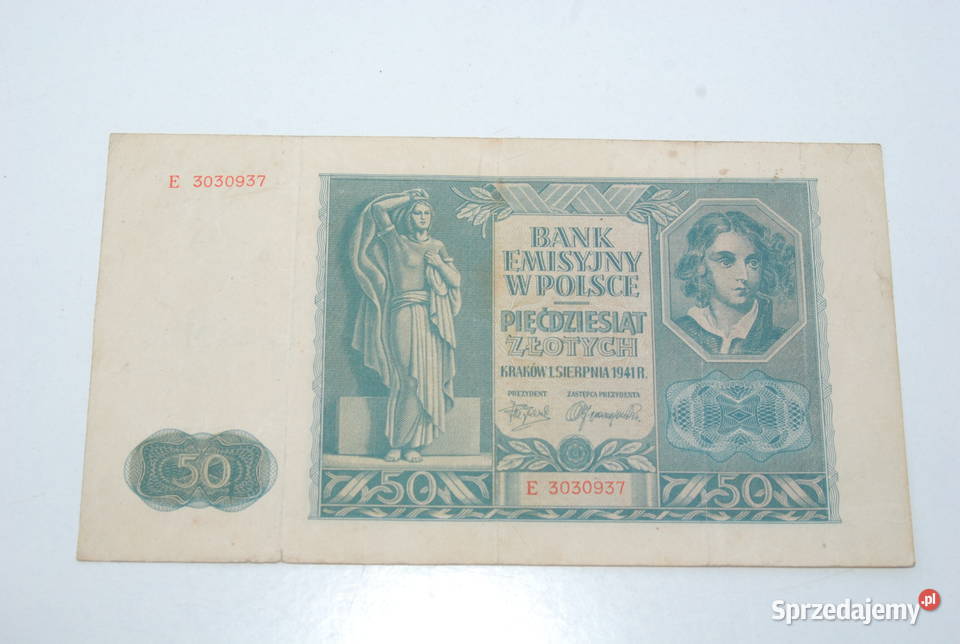 E 3030937
BANK
EMISYJNY
W POLSCE
PIĘĆDZIESIĄT
ZŁOTYCH
KRAKÓW 1. SIERPNIA 1941 R.
PREZYDENT ZASTĘPCA PREZYDENTA
50
50
E 3030937
50
Sprzedajemy.pl